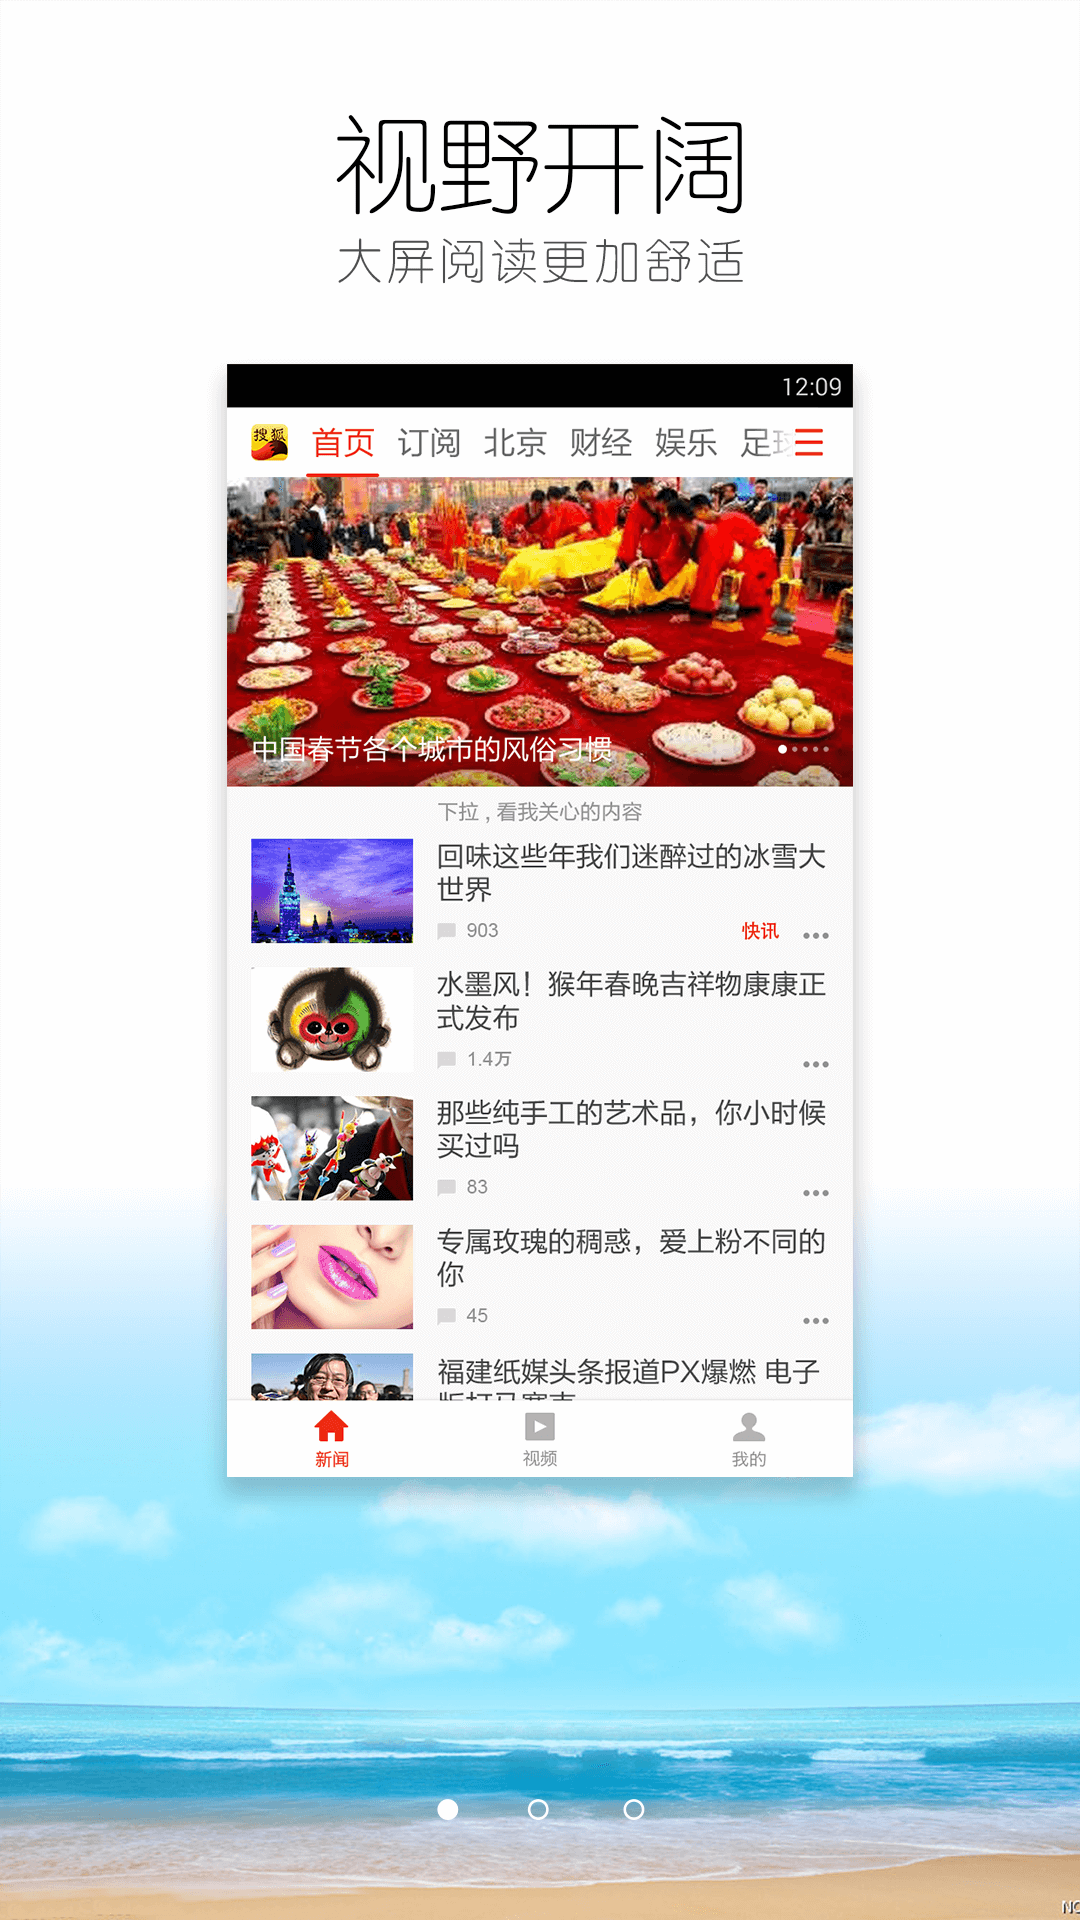 视野开阔
大屏阅读更加舒适
12:09
搜狐 首页 订阅 北京 财经 娱乐 足球
中国春节各个城市的风俗习惯
下拉，看我关心的内容
回味这些年我们迷醉过的冰雪大
世界
903 快讯
水墨风！猴年春晚吉祥物康康正
式发布
1.4万
那些纯手工的艺术品，你小时候
买过吗
83
专属玫瑰的稠惑，爱上粉不同的
你
45
福建纸媒头条报道PX爆燃 电子
新闻 视频 我的